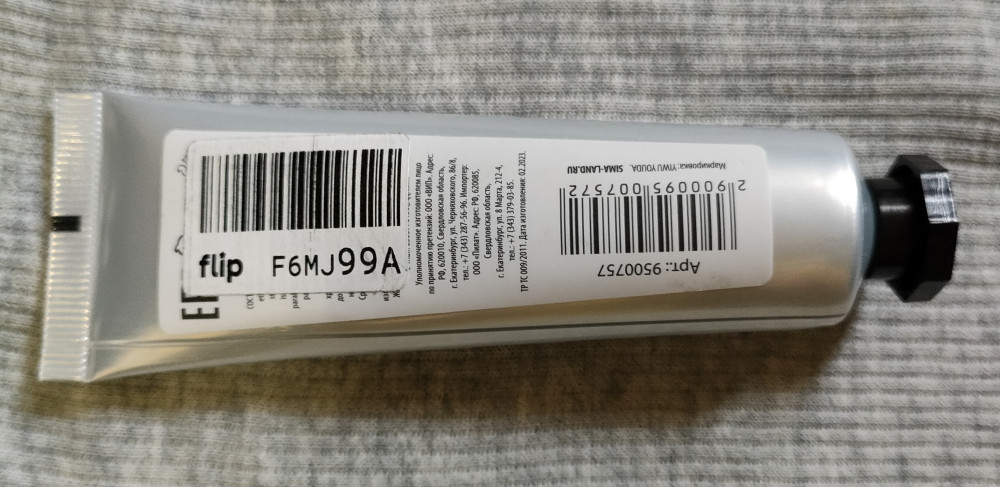 flip F6MJ99A
Уполномоченное изготовителем лицо
по принятию претензий: ООО «ВИП». Адрес:
РФ, 620010, Свердловская область,
г. Екатеринбург, ул. Черняховского, 86/8,
тел.: +7 (343) 287-56-96. Импортер:
ООО «Пилат». Адрес: РФ, 620085,
Свердловская область,
г. Екатеринбург, ул. 8 Марта, 212-4,
тел.: +7 (343) 379-03-85.
ТР ТС 009/2011. Дата изготовления: 02.2023.
Арт.: 9500757
2 900095 007572
Маркировка: YIWU YOUDA, SIMA-LAND.RU